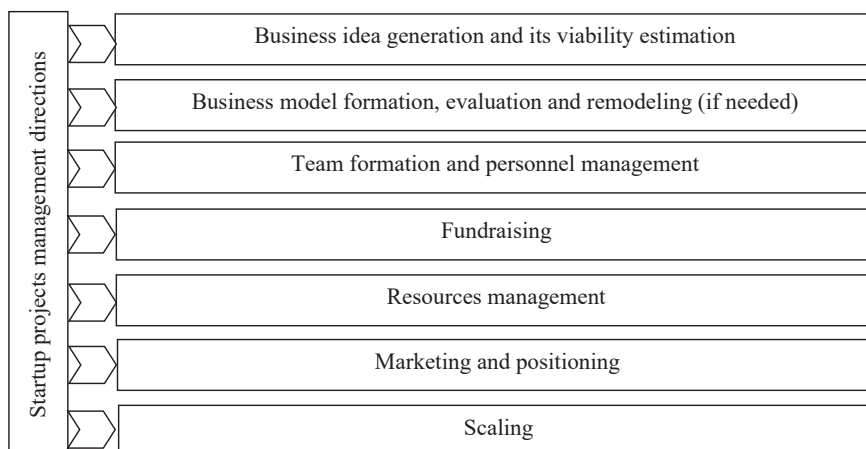 Startup projects management directions
Business idea generation and its viability estimation
Business model formation, evaluation and remodeling (if needed)
Team formation and personnel management
Fundraising
Resources management
Marketing and positioning
Scaling